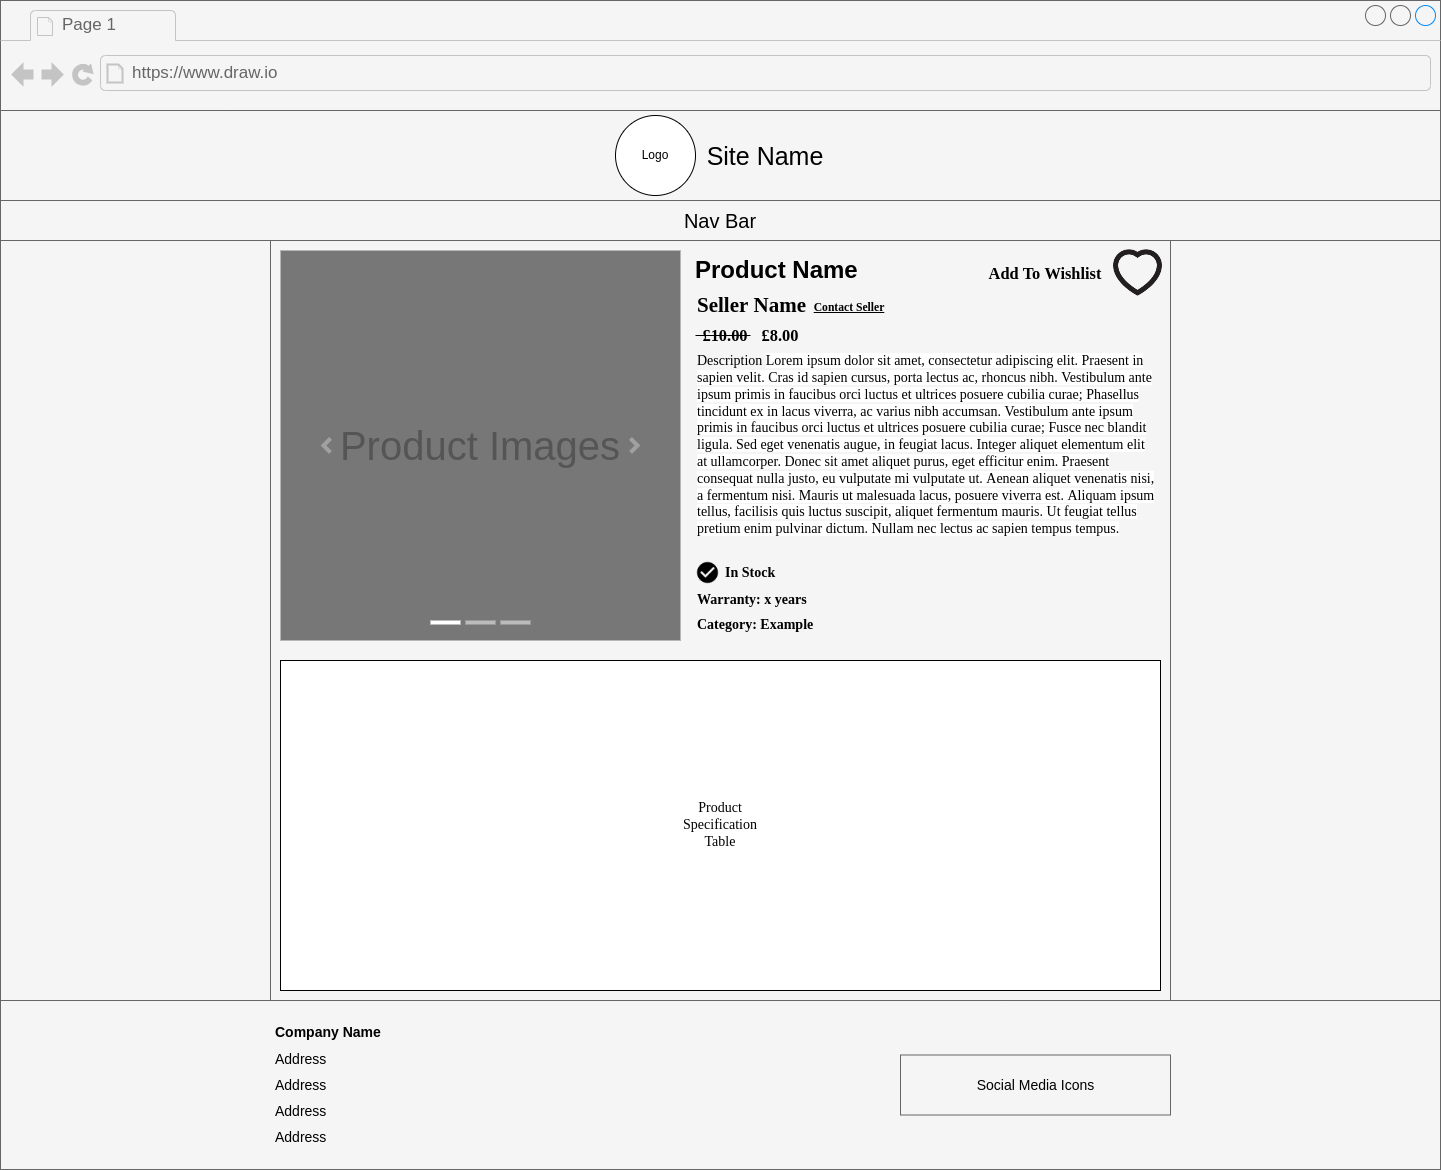 Page 1
https://www.draw.io
Logo
Site Name
Nav Bar
Product Images
Product Name
Add To Wishlist
Seller Name Contact Seller
£10.00 £8.00
Description Lorem ipsum dolor sit amet, consectetur adipiscing elit. Praesent in
sapien velit. Cras id sapien cursus, porta lectus ac, rhoncus nibh. Vestibulum ante
ipsum primis in faucibus orci luctus et ultrices posuere cubilia curae; Phasellus
tincidunt ex in lacus viverra, ac varius nibh accumsan. Vestibulum ante ipsum
primis in faucibus orci luctus et ultrices posuere cubilia curae; Fusce nec blandit
ligula. Sed eget venenatis augue, in feugiat lacus. Integer aliquet elementum elit
at ullamcorper. Donec sit amet aliquet purus, eget efficitur enim. Praesent
consequat nulla justo, eu vulputate mi vulputate ut. Aenean aliquet venenatis nisi,
a fermentum nisi. Mauris ut malesuada lacus, posuere viverra est. Aliquam ipsum
tellus, facilisis quis luctus suscipit, aliquet fermentum mauris. Ut feugiat tellus
pretium enim pulvinar dictum. Nullam nec lectus ac sapien tempus tempus.
In Stock
Warranty: x years
Category: Example
Product
Specification
Table
Company Name
Address
Address
Address
Address
Social Media Icons